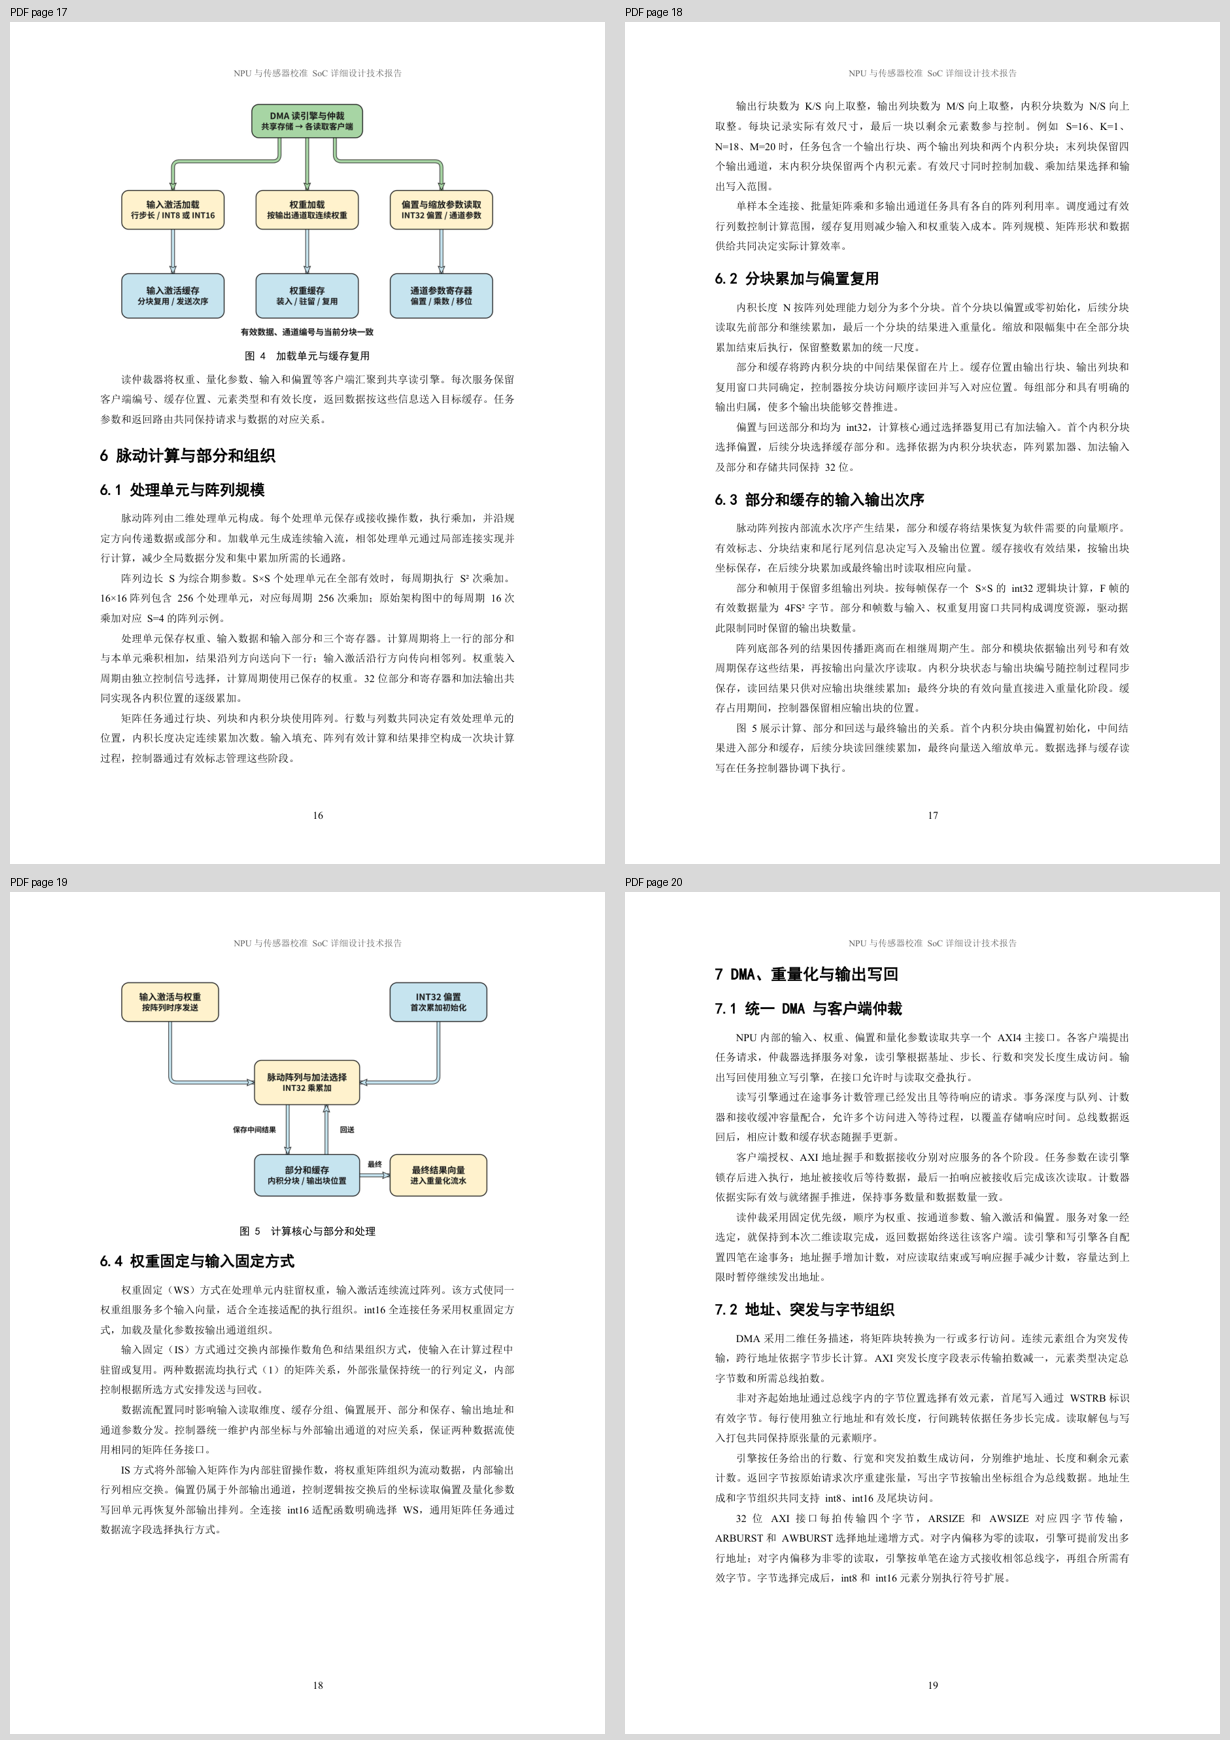 PDF page 17
NPU 与传感器校准 SoC 详细设计技术报告
DMA 读引擎与仲裁
共享存储 → 各读取客户端
输入激活加载
行步长 / INT8 或 INT16
权重加载
按输出通道取连续权重
偏置与缩放参数读取
INT32 偏置 / 通道参数
输入激活缓存
分块复用 / 发送次序
权重缓存
装入 / 驻留 / 复用
通道参数寄存器
偏置 / 乘数 / 移位
有效数据、通道编号与当前分块一致
图 4 加载单元与缓存复用
读仲裁器将权重、量化参数、输入和偏置等客户端汇聚到共享读引擎。每次服务保留
客户端编号、缓存位置、元素类型和有效长度，返回数据按这些信息送入目标缓存。任务
参数和返回路由共同保持请求与数据的对应关系。
6 脉动计算与部分和组织
6.1 处理单元与阵列规模
脉动阵列由二维处理单元构成。每个处理单元保存或接收操作数，执行乘加，并沿规
定方向传递数据或部分和。加载单元生成连续输入流，相邻处理单元通过局部连接实现并
行计算，减少全局数据分发和集中累加所需的长通路。
阵列边长 S 为综合期参数。S×S 个处理单元在全部有效时，每周期执行 S² 次乘加。
16×16 阵列包含 256 个处理单元，对应每周期 256 次乘加；原始架构图中的每周期 16 次
乘加对应 S=4 的阵列示例。
处理单元保存权重、输入数据和输入部分和三个寄存器。计算周期将上一行的部分和
与本单元乘积相加，结果沿列方向送向下一行；输入激活沿行方向传向相邻列。权重装入
周期由独立控制信号选择，计算周期使用已保存的权重。32 位部分和寄存器和加法输出共
同实现各内积位置的逐级累加。
矩阵任务通过行块、列块和内积分块使用阵列。行数与列数共同决定有效处理单元的
位置，内积长度决定连续累加次数。输入填充、阵列有效计算和结果排空构成一次块计算
过程，控制器通过有效标志管理这些阶段。
16
PDF page 18
NPU 与传感器校准 SoC 详细设计技术报告
输出行块数为 K/S 向上取整，输出列块数为 M/S 向上取整，内积分块数为 N/S 向上
取整。每块记录实际有效尺寸，最后一块以剩余元素数参与控制。例如 S=16、K=1、
N=18、M=20 时，任务包含一个输出行块、两个输出列块和两个内积分块；末列块保留四
个输出通道，末内积分块保留两个内积元素。有效尺寸同时控制加载、乘加结果选择和输
出写入范围。
单样本全连接、批量矩阵乘和多输出通道任务具有各自的阵列利用率。调度通过有效
行列数控制计算范围，缓存复用则减少输入和权重装入成本。阵列规模、矩阵形状和数据
供给共同决定实际计算效率。
6.2 分块累加与偏置复用
内积长度 N 按阵列处理能力划分为多个分块。首个分块以偏置或零初始化，后续分块
读取先前部分和继续累加，最后一个分块的结果进入重量化。缩放和限幅集中在全部分块
累加结束后执行，保留整数累加的统一尺度。
部分和缓存将跨内积分块的中间结果保留在片上。缓存位置由输出行块、输出列块和
复用窗口共同确定，控制器按分块访问顺序读回并写入对应位置。每组部分和具有明确的
输出归属，使多个输出块能够交替推进。
偏置与回送部分和均为 int32，计算核心通过选择器复用已有加法输入。首个内积分块
选择偏置，后续分块选择缓存部分和。选择依据为内积分块状态，阵列累加器、加法输入
及部分和存储共同保持 32 位。
6.3 部分和缓存的输入输出次序
脉动阵列按内部流水次序产生结果，部分和缓存将结果恢复为软件需要的向量顺序。
有效标志、分块结束和尾行尾列信息决定写入及输出位置。缓存接收有效结果，按输出块
坐标保存，在后续分块累加或最终输出时读取相应向量。
部分和帧用于保留多组输出列块。按每帧保存一个 S×S 的 int32 逻辑块计算，F 帧的
有效数据量为 4FS² 字节。部分和帧数与输入、权重复用窗口共同构成调度资源，驱动据
此限制同时保留的输出块数量。
阵列底部各列的结果因传播距离而在相继周期产生。部分和模块依据输出列号和有效
周期保存这些结果，再按输出向量次序读取。内积分块状态与输出块编号随控制过程同步
保存，读回结果只供对应输出块继续累加；最终分块的有效向量直接进入重量化阶段。缓
存占用期间，控制器保留相应输出块的位置。
图 5 展示计算、部分和回送与最终输出的关系。首个内积分块由偏置初始化，中间结
果进入部分和缓存，后续分块读回继续累加，最终向量送入缩放单元。数据选择与缓存读
写在任务控制器协调下执行。
17
PDF page 19
NPU 与传感器校准 SoC 详细设计技术报告
输入激活与权重
按阵列时序发送
INT32 偏置
首次累加初始化
脉动阵列与加法选择
INT32 乘累加
保存中间结果
回送
部分和缓存
内积分块 / 输出块位置
最终
最终结果向量
进入重量化流水
图 5 计算核心与部分和处理
6.4 权重固定与输入固定方式
权重固定（WS）方式在处理单元内驻留权重，输入激活连续流过阵列。该方式使同一
权重组服务多个输入向量，适合全连接适配的执行组织。int16 全连接任务采用权重固定方
式，加载及量化参数按输出通道组织。
输入固定（IS）方式通过交换内部操作数角色和结果组织方式，使输入在计算过程中
驻留或复用。两种数据流均执行式（1）的矩阵关系，外部张量保持统一的行列定义，内部
控制根据所选方式安排发送与回收。
数据流配置同时影响输入读取维度、缓存分组、偏置展开、部分和保存、输出地址和
通道参数分发。控制器统一维护内部坐标与外部输出通道的对应关系，保证两种数据流使
用相同的矩阵任务接口。
IS 方式将外部输入矩阵作为内部驻留操作数，将权重矩阵组织为流动数据，内部输出
行列相应交换。偏置仍属于外部输出通道，控制逻辑按交换后的坐标读取偏置及量化参数
写回单元再恢复外部输出排列。全连接 int16 适配函数明确选择 WS，通用矩阵任务通过
数据流字段选择执行方式。
18
PDF page 20
NPU 与传感器校准 SoC 详细设计技术报告
7 DMA、重量化与输出写回
7.1 统一 DMA 与客户端仲裁
NPU 内部的输入、权重、偏置和量化参数读取共享一个 AXI4 主接口。各客户端提出
任务请求，仲裁器选择服务对象，读引擎根据基址、步长、行数和突发长度生成访问。输
出写回使用独立写引擎，在接口允许时与读取交叠执行。
读写引擎通过在途事务计数管理已经发出且等待响应的请求。事务深度与队列、计数
器和接收缓冲容量配合，允许多个访问进入等待过程，以覆盖存储响应时间。总线数据返
回后，相应计数和缓存状态随握手更新。
客户端授权、AXI 地址握手和数据接收分别对应服务的各个阶段。任务参数在读引擎
锁存后进入执行，地址被接收后等待数据，最后一拍响应被接收后完成该次读取。计数器
依据实际有效与就绪握手推进，保持事务数量和数据数量一致。
读仲裁采用固定优先级，顺序为权重、按通道参数、输入激活和偏置。服务对象一经
选定，就保持到本次二维读取完成，返回数据始终送往该客户端。读引擎和写引擎各自配
置四笔在途事务；地址握手增加计数，对应读取结束或写响应握手减少计数，容量达到上
限时暂停继续发出地址。
7.2 地址、突发与字节组织
DMA 采用二维任务描述，将矩阵块转换为一行或多行访问。连续元素组合为突发传
输，跨行地址依据字节步长计算。AXI 突发长度字段表示传输拍数减一，元素类型决定总
字节数和所需总线拍数。
非对齐起始地址通过总线字内的字节位置选择有效元素，首尾写入通过 WSTRB 标识
有效字节。每行使用独立行地址和有效长度，行间跳转依据任务步长完成。读取解包与写
入打包共同保持原张量的元素顺序。
引擎按任务给出的行数、行宽和突发拍数生成访问，分别维护地址、长度和剩余元素
计数。返回字节按原始请求次序重建张量，写出字节按输出坐标组合为总线数据。地址生
成和字节组织共同支持 int8、int16 及尾块访问。
32 位 AXI 接口每拍传输四个字节，ARSIZE 和 AWSIZE 对应四字节传输，
ARBURST 和 AWBURST 选择地址递增方式。对字内偏移为零的读取，引擎可提前发出多
行地址；对字内偏移为非零的读取，引擎按单笔在途方式接收相邻总线字，再组合所需有
效字节。字节选择完成后，int8 和 int16 元素分别执行符号扩展。
19